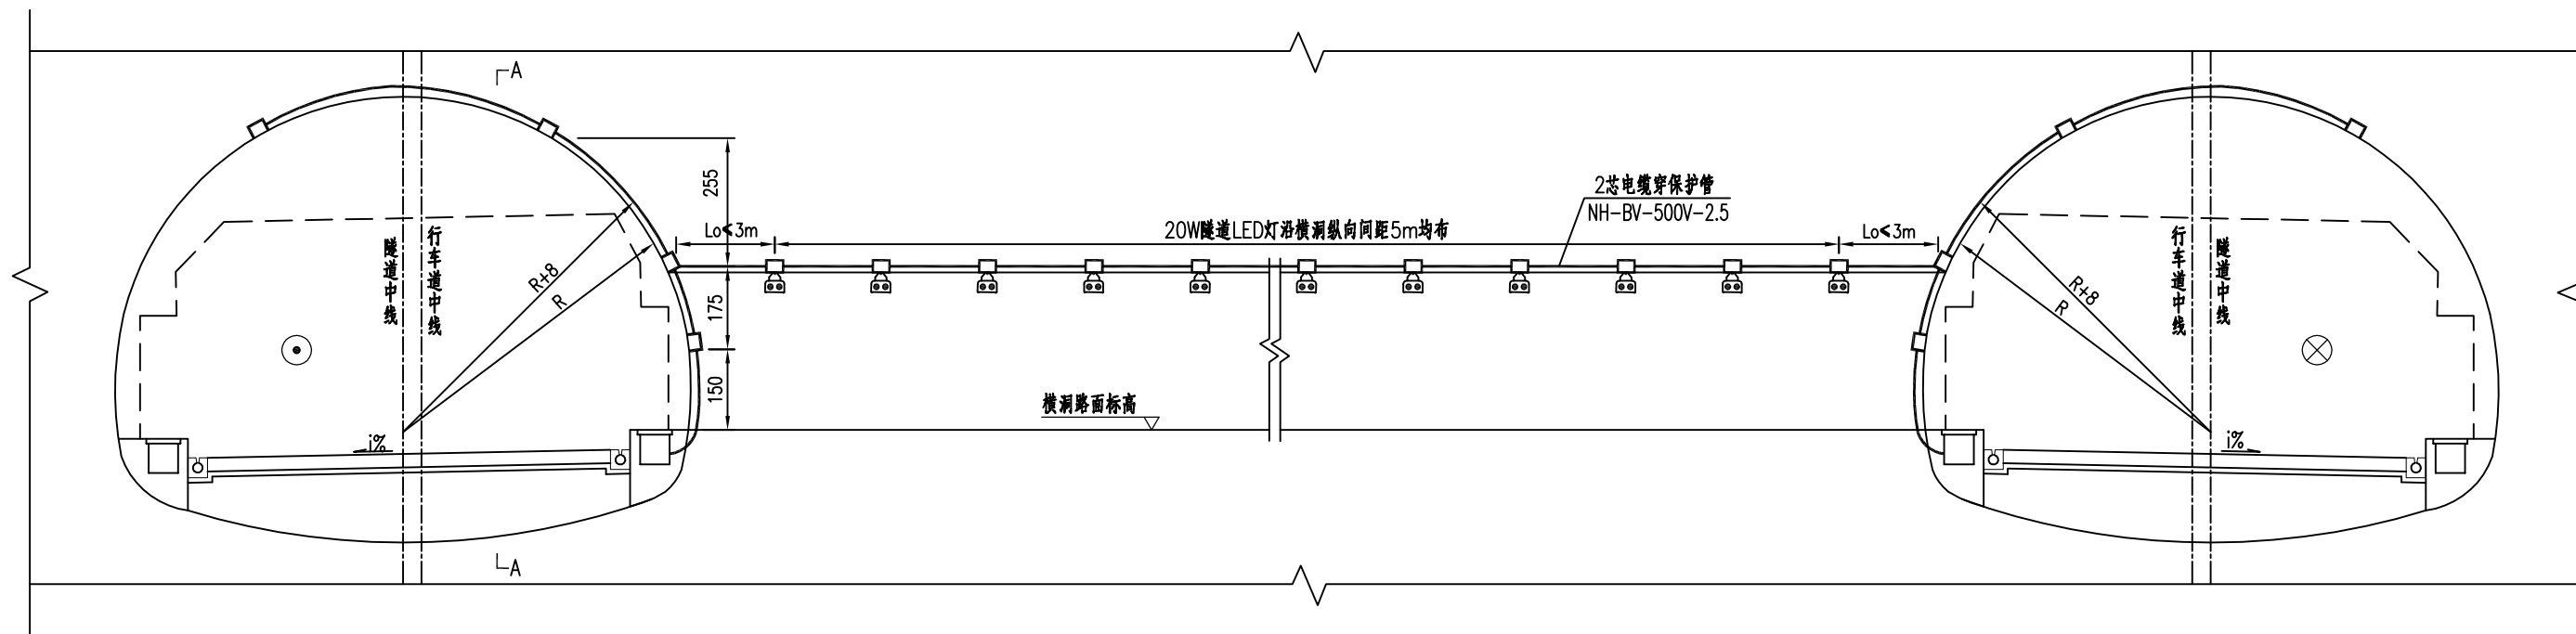 A
255
2芯电缆穿保护管
NH-BV-500V-2.5
Lo<3m
20W隧道LED灯沿横洞纵向间距5m均布
Lo<3m
隧道中线
行车道中线
行车道中线
隧道中线
R+8
R
R+8
R
175
150
横洞路面标高
i%
i%
A